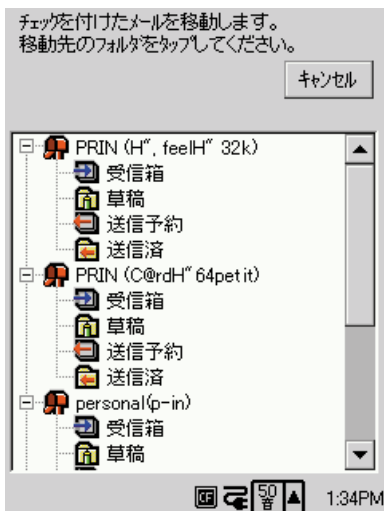 ﾁｪｯｸを付けたメールを移動します。
移動先のﾌｫﾙﾀﾞをﾀｯﾌﾟしてください。
ｷｬﾝｾﾙ
PRIN (H", feelH" 32k)
受信箱
草稿
送信予約
送信済
PRIN (C@rdH" 64petit)
受信箱
草稿
送信予約
送信済
personal(p-in)
受信箱
草稿
50
1:34PM